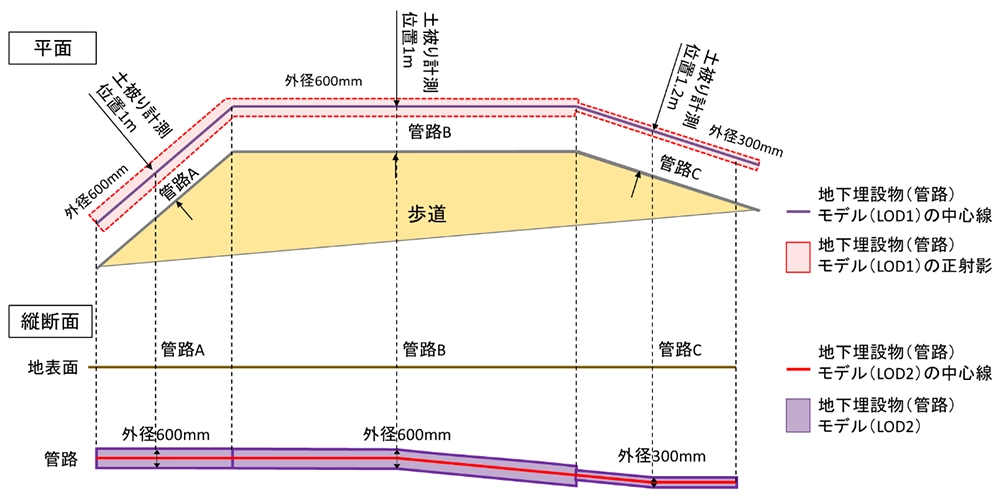 平面
土被り計測
位置1m
外径600mm
土被り計測
位置1m
土被り計測
位置1.2m
外径300mm
外径600mm
管路A
管路B
管路C
歩道
地下埋設物（管路）
モデル（LOD1）の中心線
地下埋設物（管路）
モデル（LOD1）の正射影
縦断面
管路A
管路B
管路C
地表面
地下埋設物（管路）
モデル（LOD2）の中心線
地下埋設物（管路）
モデル（LOD2）
外径600mm
外径600mm
外径300mm
管路